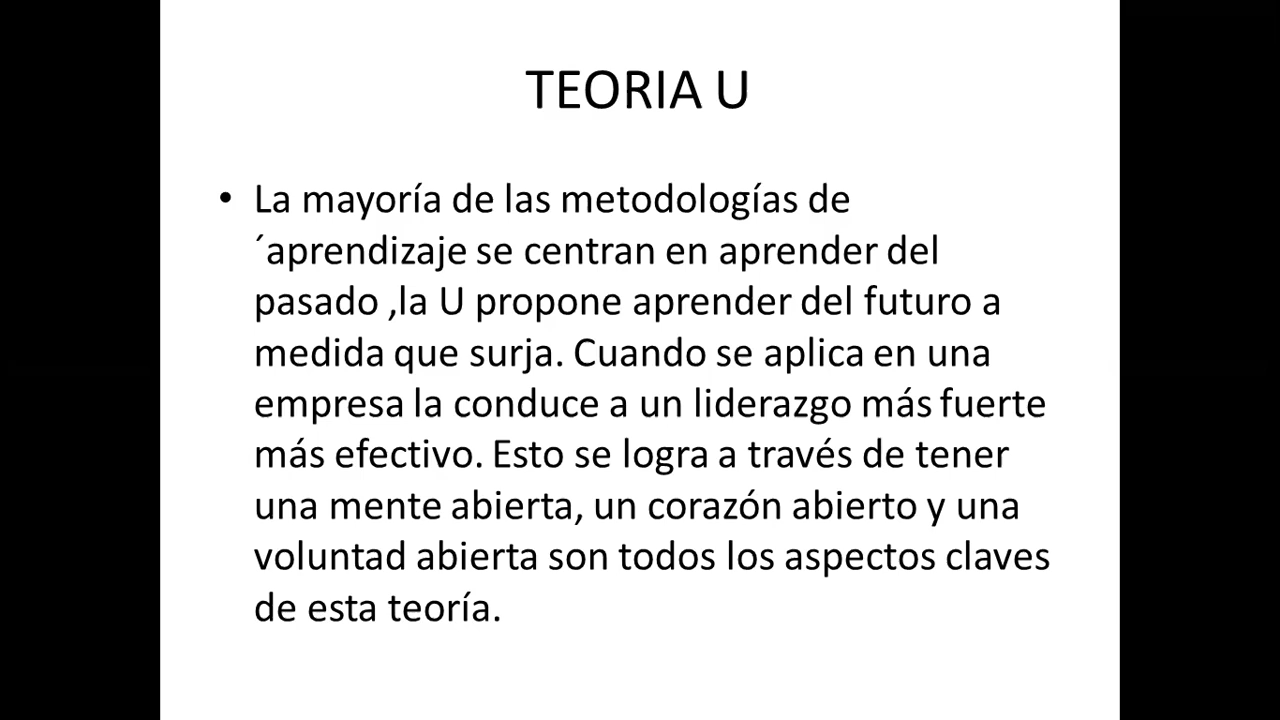 TEORIA U
• La mayoría de las metodologías de
´aprendizaje se centran en aprender del
pasado ,la U propone aprender del futuro a
medida que surja. Cuando se aplica en una
empresa la conduce a un liderazgo más fuerte
más efectivo. Esto se logra a través de tener
una mente abierta, un corazón abierto y una
voluntad abierta son todos los aspectos claves
de esta teoría.